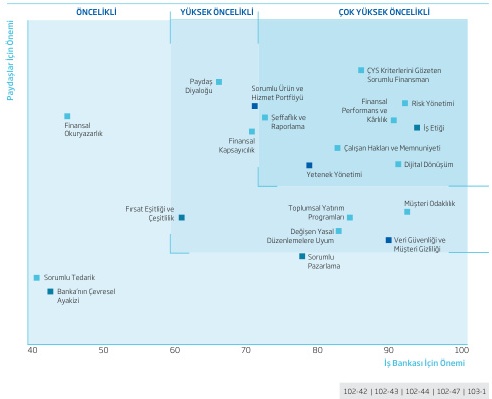 ÖNCELİKLİ
YÜKSEK ÖNCELİKLİ
ÇOK YÜKSEK ÖNCELİKLİ
Paydaşlar İçin Önemi
ÇYS Kriterlerini Gözeten
Sorumlu Finansman
Paydaş
Diyaloğu
Sorumlu Ürün ve
Hizmet Portföyü
Finansal
Performans ve
Kârlılık
Risk Yönetimi
Finansal
Okuryazarlık
Şeffaflık ve
Raporlama
İş Etiği
Finansal
Kapsayıcılık
Çalışan Hakları ve Memnuniyeti
Dijital Dönüşüm
Yetenek Yönetimi
Fırsat Eşitliği ve
Çeşitlilik
Toplumsal Yatırım
Programları
Müşteri Odaklılık
Değişen Yasal
Düzenlemelere Uyum
Veri Güvenliği ve
Müşteri Gizliliği
Sorumlu
Pazarlama
Sorumlu Tedarik
Banka'nın Çevresel
Ayakizi
40 50 60 70 80 90 100
İş Bankası İçin Önemi
102-42 | 102-43 | 102-44 | 102-47 | 103-1